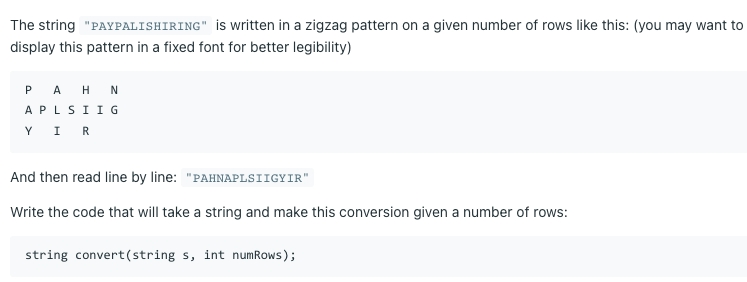 The string "PAYPALISHIRING" is written in a zigzag pattern on a given number of rows like this: (you may want to
display this pattern in a fixed font for better legibility)
P   A   H   N
A P L S I I G
Y   I   R
And then read line by line: "PAHNAPLSIIGYIR"
Write the code that will take a string and make this conversion given a number of rows:
string convert(string s, int numRows);